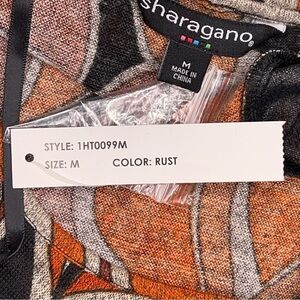 sharagano®
M
MADE IN
CHINA
STYLE: 1HT0099M
SIZE: M COLOR: RUST